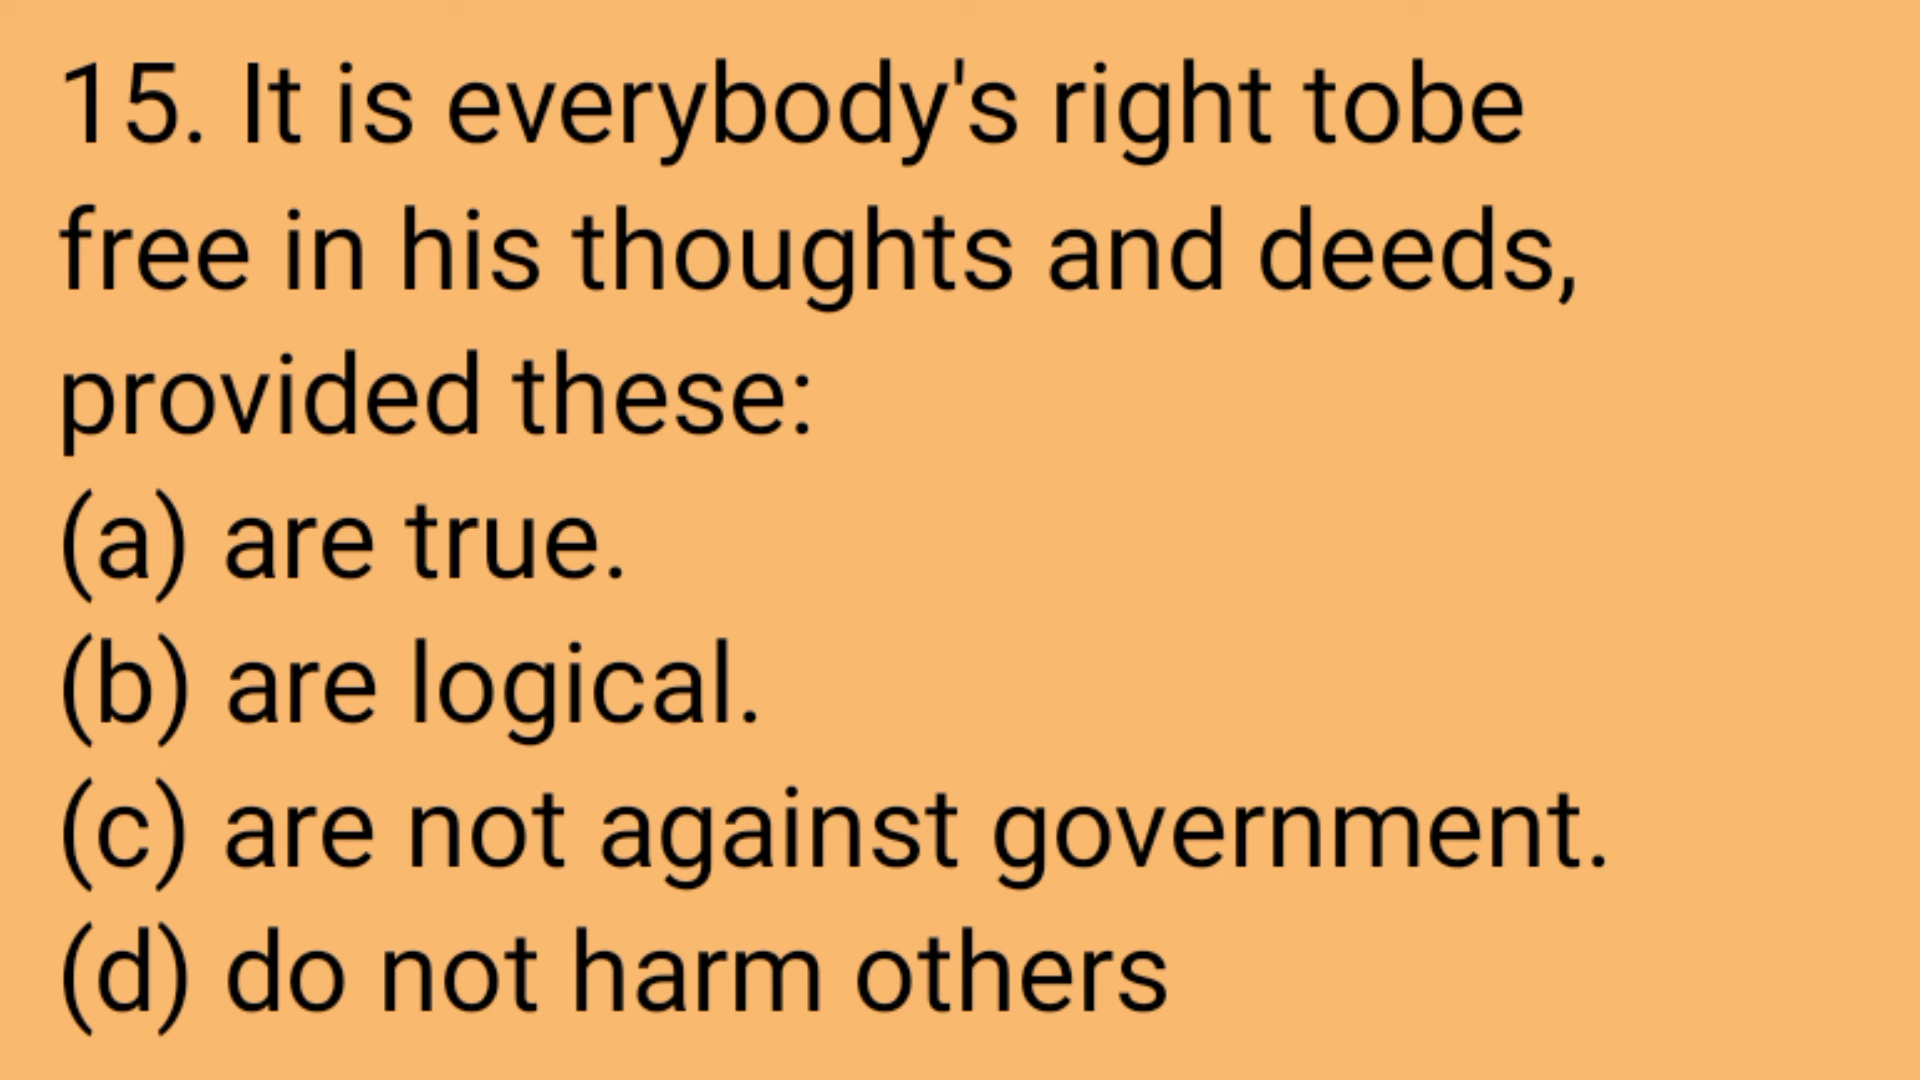 15. It is everybody's right tobe
free in his thoughts and deeds,
provided these:
(a) are true.
(b) are logical.
(c) are not against government.
(d) do not harm others